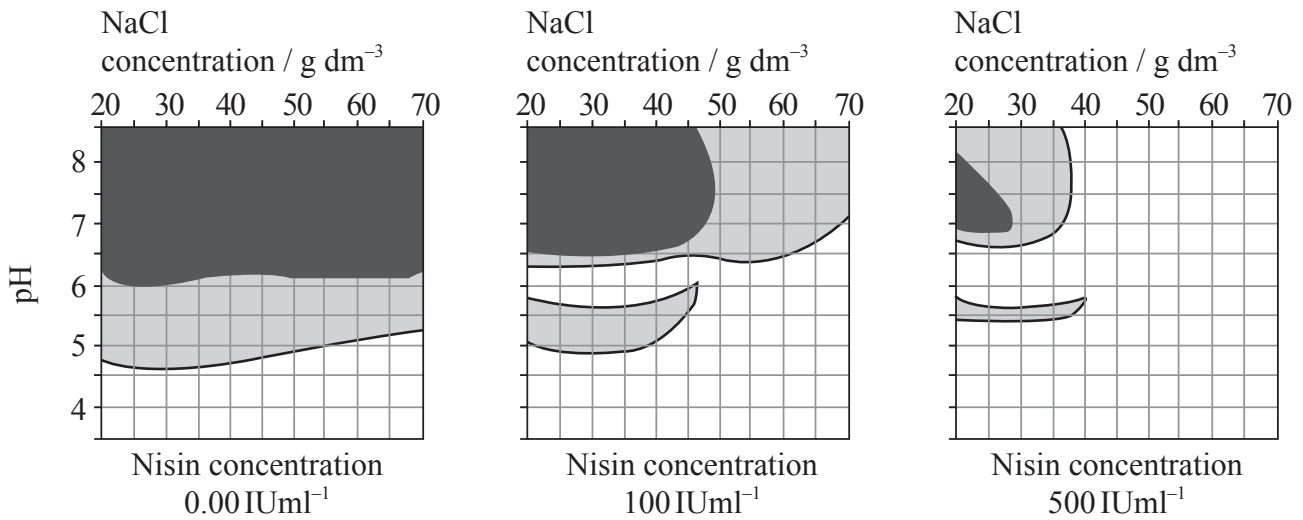 NaCl
concentration / g dm⁻³
20 30 40 50 60 70
NaCl
concentration / g dm⁻³
20 30 40 50 60 70
NaCl
concentration / g dm⁻³
20 30 40 50 60 70
pH
8
7
6
5
4
Nisin concentration
0.00 IUml⁻¹
Nisin concentration
100 IUml⁻¹
Nisin concentration
500 IUml⁻¹